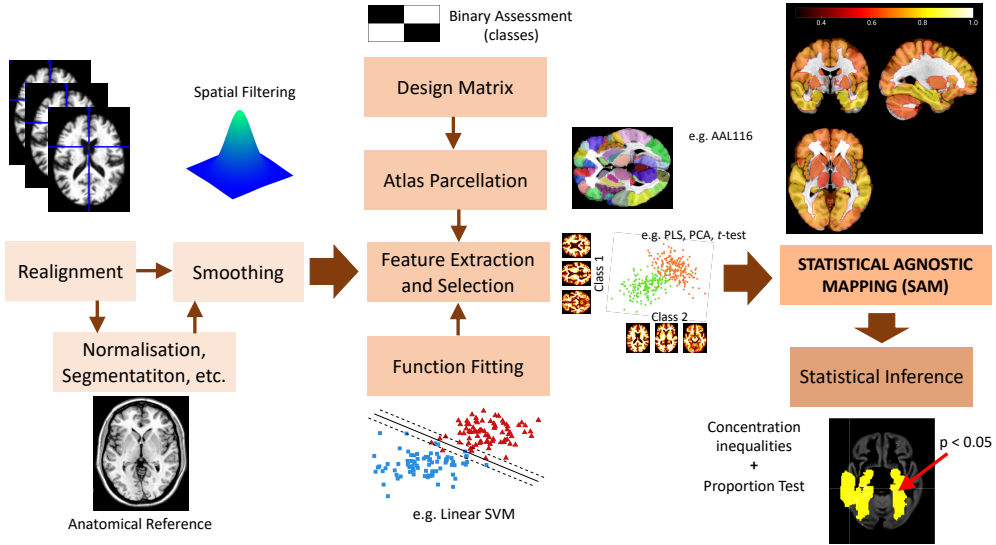 Binary Assessment
(classes)
0.4 0.6 0.8 1.0
Spatial Filtering
Design Matrix
e.g. AAL116
Atlas Parcellation
Realignment
Smoothing
Feature Extraction
and Selection
e.g. PLS, PCA, t-test
Class 1
Class 2
STATISTICAL AGNOSTIC
MAPPING (SAM)
Normalisation,
Segmentatiton, etc.
Function Fitting
Statistical Inference
Anatomical Reference
e.g. Linear SVM
Concentration
inequalities
+
Proportion Test
p < 0.05